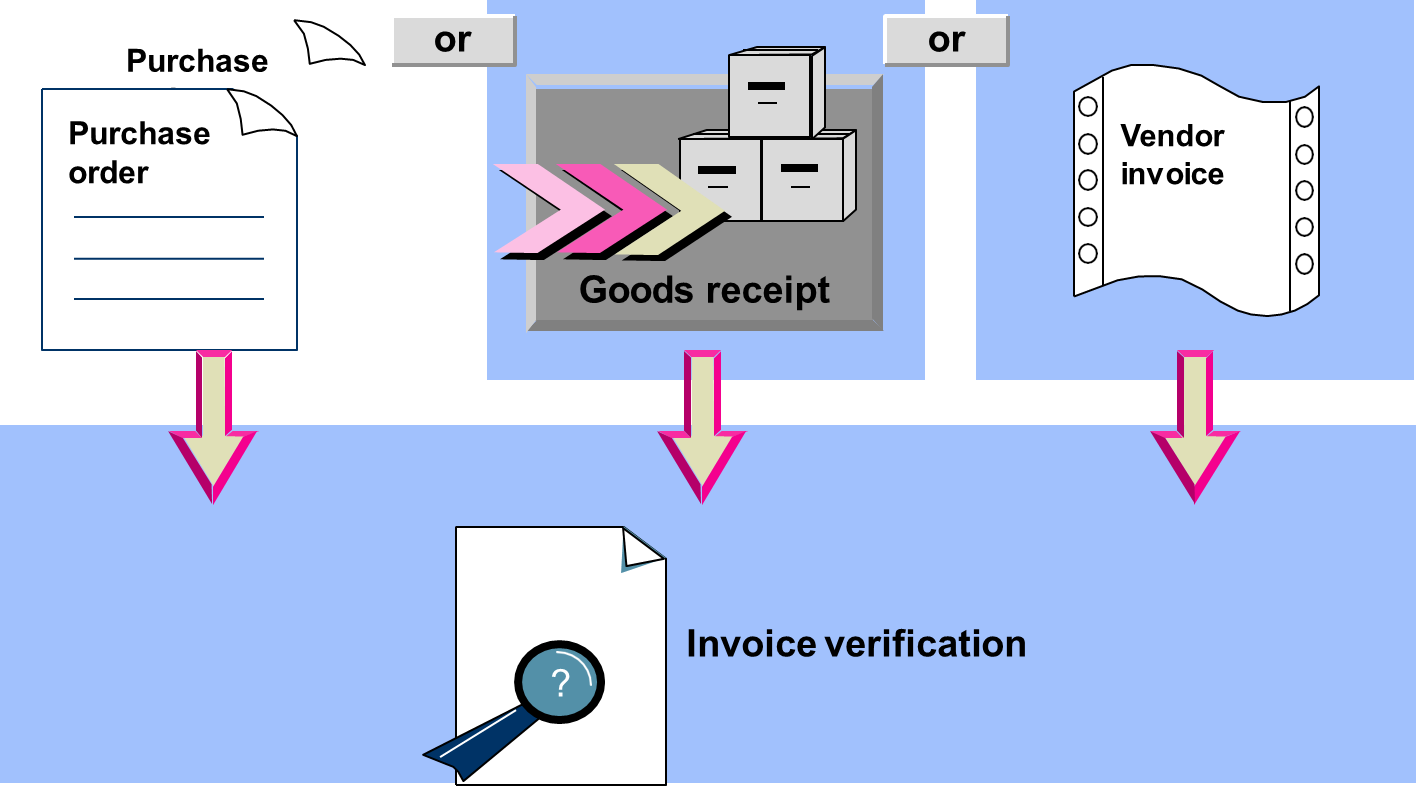 Purchase
or
or
Purchase
order
Goods receipt
Vendor
invoice
?
Invoice verification